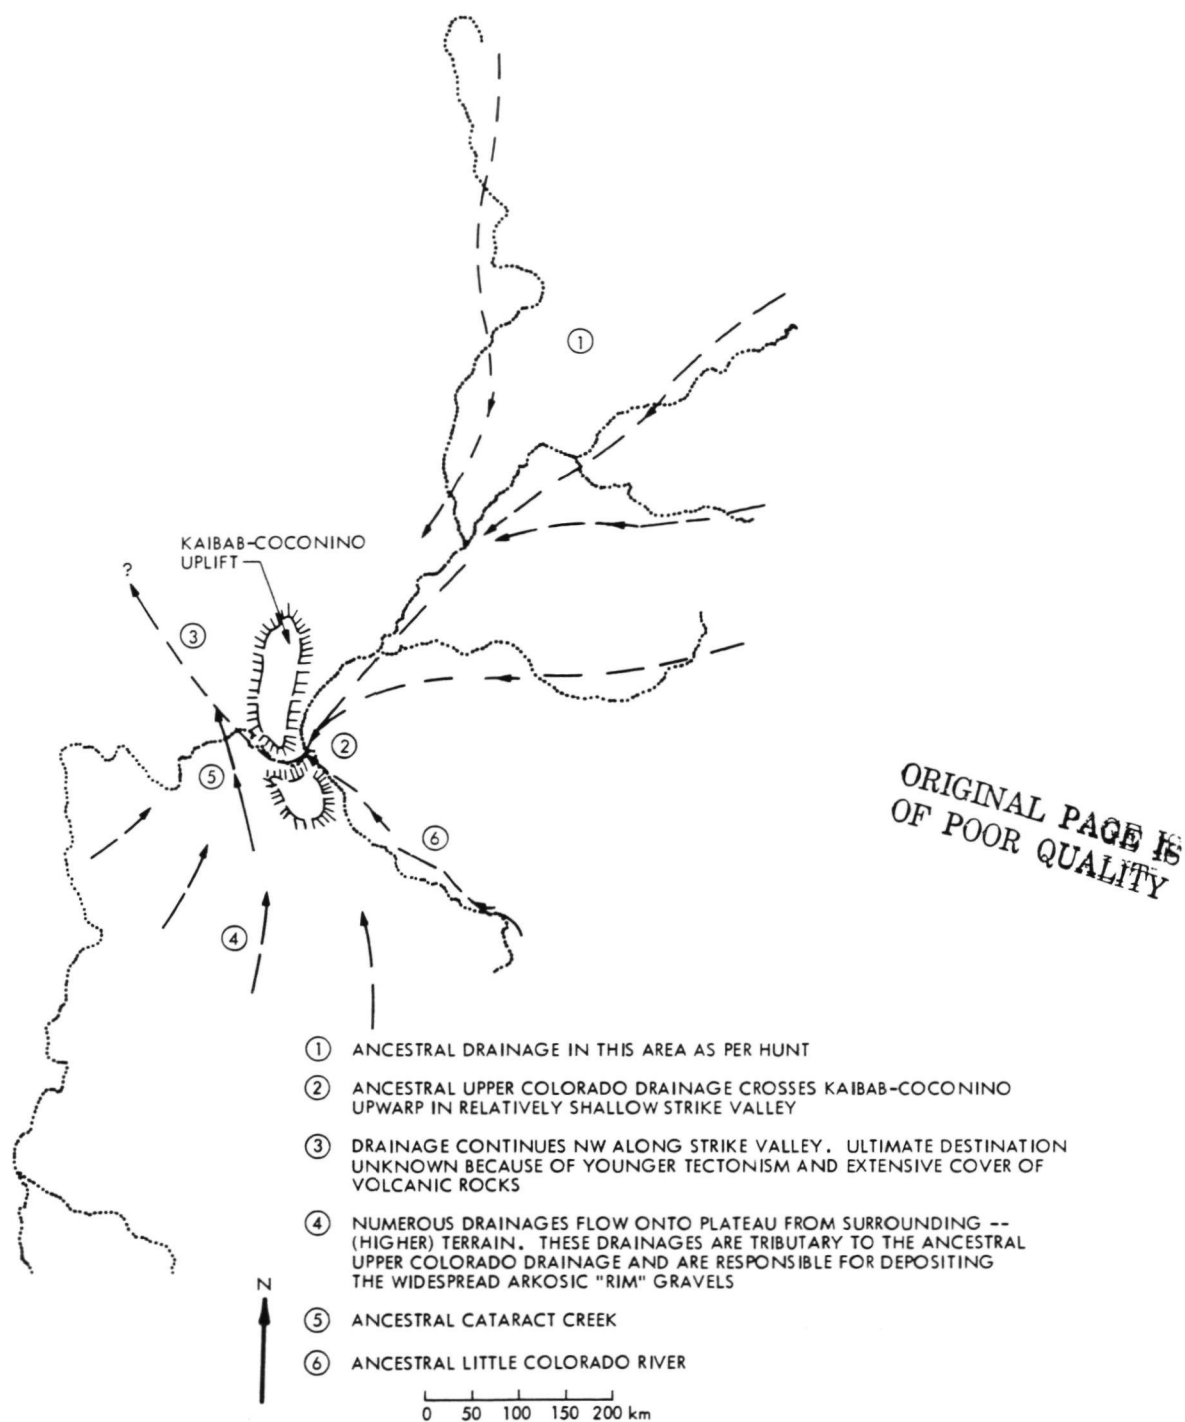 1
KAIBAB-COCONINO
UPLIFT
?
3
2
5
6
4
ORIGINAL PAGE IS
OF POOR QUALITY
1 ANCESTRAL DRAINAGE IN THIS AREA AS PER HUNT
2 ANCESTRAL UPPER COLORADO DRAINAGE CROSSES KAIBAB-COCONINO
UPWARP IN RELATIVELY SHALLOW STRIKE VALLEY
3 DRAINAGE CONTINUES NW ALONG STRIKE VALLEY. ULTIMATE DESTINATION
UNKNOWN BECAUSE OF YOUNGER TECTONISM AND EXTENSIVE COVER OF
VOLCANIC ROCKS
4 NUMEROUS DRAINAGES FLOW ONTO PLATEAU FROM SURROUNDING --
(HIGHER) TERRAIN. THESE DRAINAGES ARE TRIBUTARY TO THE ANCESTRAL
UPPER COLORADO DRAINAGE AND ARE RESPONSIBLE FOR DEPOSITING
THE WIDESPREAD ARKOSIC "RIM" GRAVELS
N
5 ANCESTRAL CATARACT CREEK
6 ANCESTRAL LITTLE COLORADO RIVER
0 50 100 150 200 km